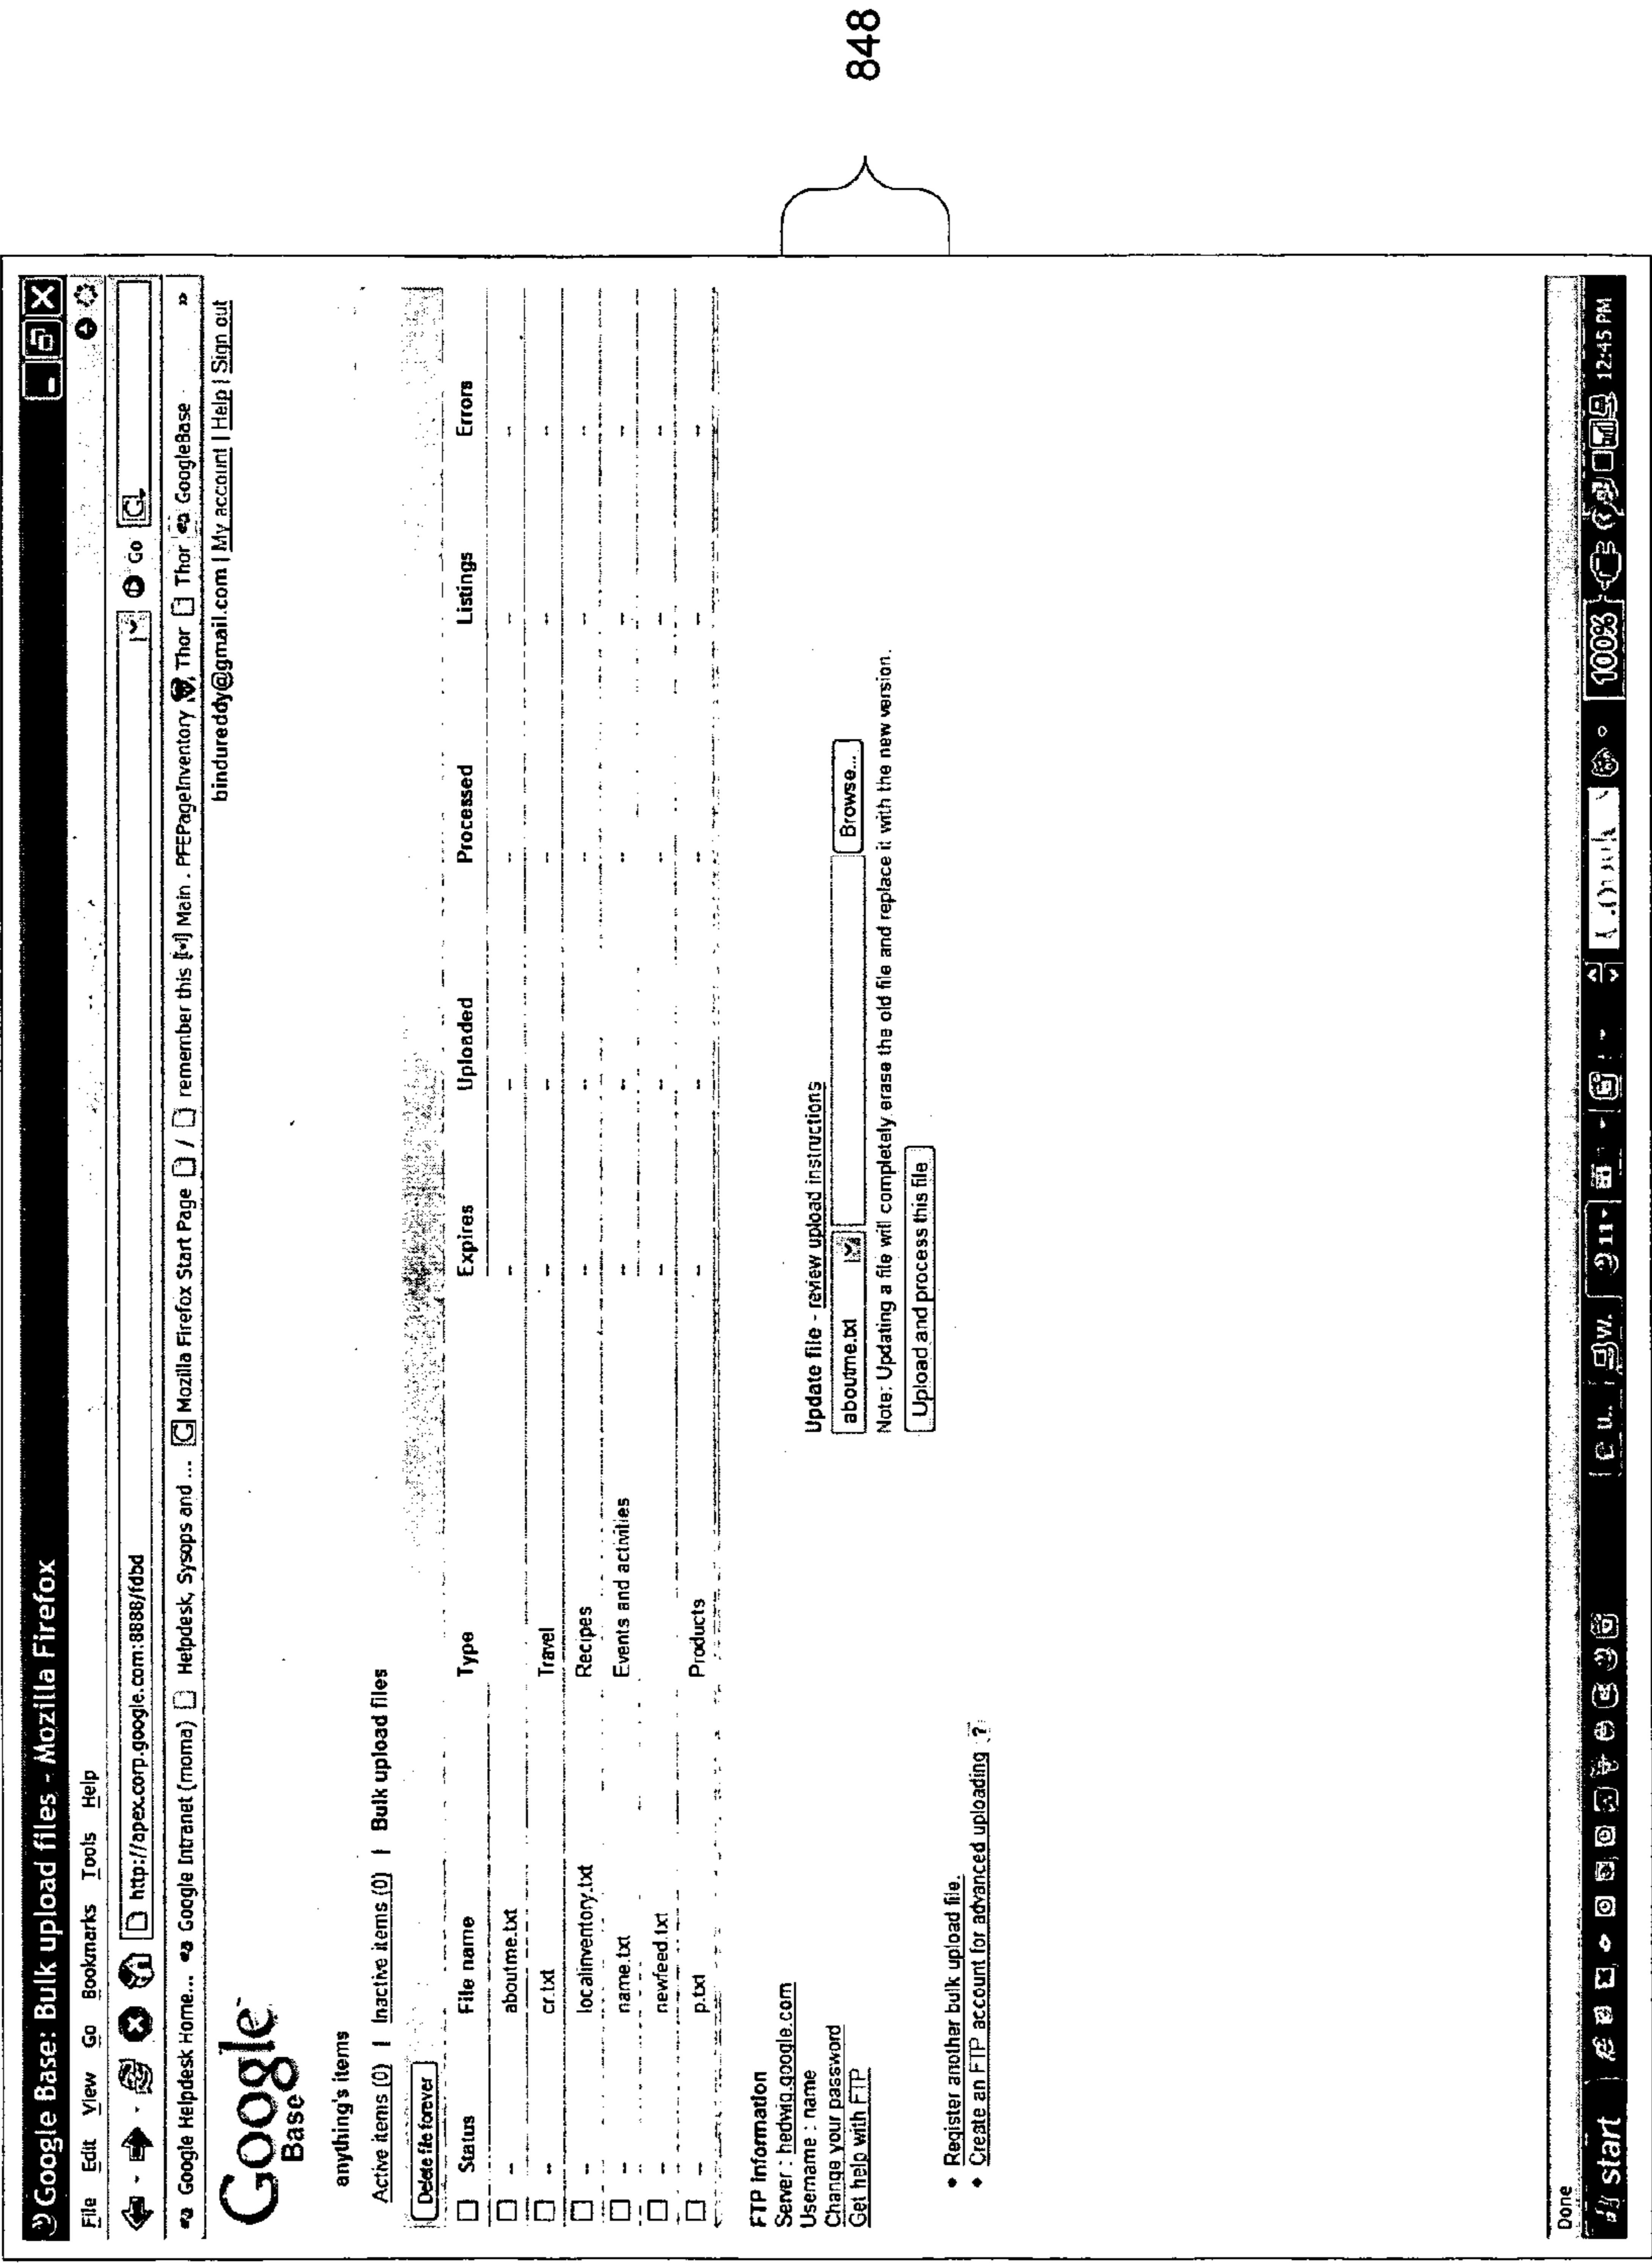 Google Base: Bulk upload files - Mozilla Firefox
File Edit View Go Bookmarks Tools Help
http://apex.corp.google.com:8888/fdbd Go
Google Helpdesk Home... Google Intranet (moma) Helpdesk, Sysops and ... Mozilla Firefox Start Page / remember this [•] Main . PFEPageInventory Thor Thor GoogleBase »
bindureddy@gmail.com | My account | Help | Sign out
Google
Base
anything's items
Active items (0) | Inactive items (0) | Bulk upload files
Delete file forever
Status File name Type Expires Uploaded Processed Listings Errors
-- aboutme.txt -- -- -- -- --
-- cr.txt Travel -- -- -- -- --
-- localinventory.txt Recipes -- -- -- -- --
-- name.txt Events and activities -- -- -- -- --
-- newfeed.txt -- -- -- -- --
-- p.txt Products -- -- -- -- --
FTP Information
Server : hedwig.google.com
Username : name
Change your password
Get help with FTP
Update file - review upload instructions
aboutme.txt Browse...
Note: Updating a file will completely erase the old file and replace it with the new version.
Upload and process this file
• Register another bulk upload file.
• Create an FTP account for advanced uploading ?
848
Done
start 11 100% 12:45 PM